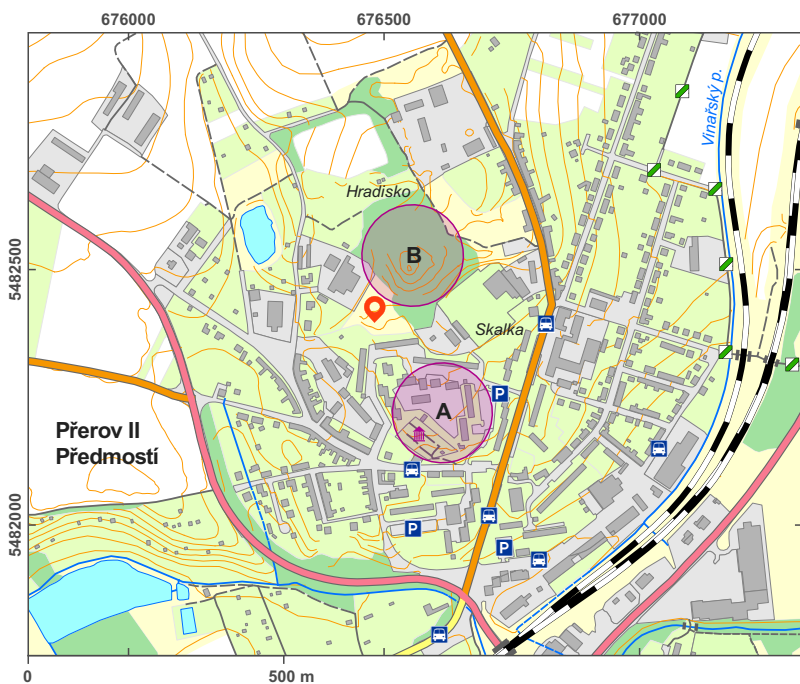 676000 676500 677000
Vinařský p.
Hradisko
B
5482500
Skalka
P
A
Přerov II
Předmostí
5482000
P
P
0 500 m